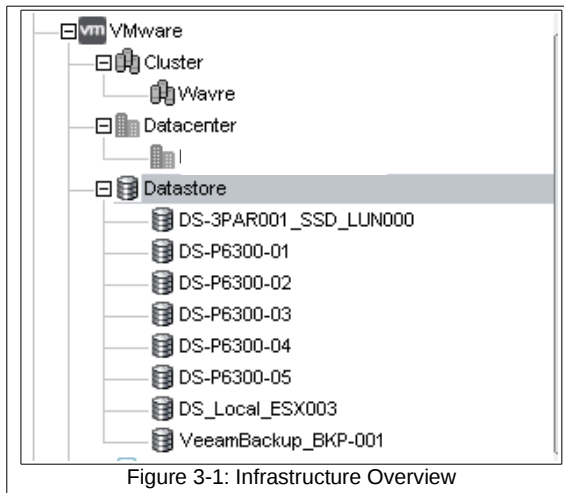 vm VMware
Cluster
Wavre
Datacenter
Datastore
DS-3PAR001_SSD_LUN000
DS-P6300-01
DS-P6300-02
DS-P6300-03
DS-P6300-04
DS-P6300-05
DS_Local_ESX003
VeeamBackup_BKP-001
Figure 3-1: Infrastructure Overview